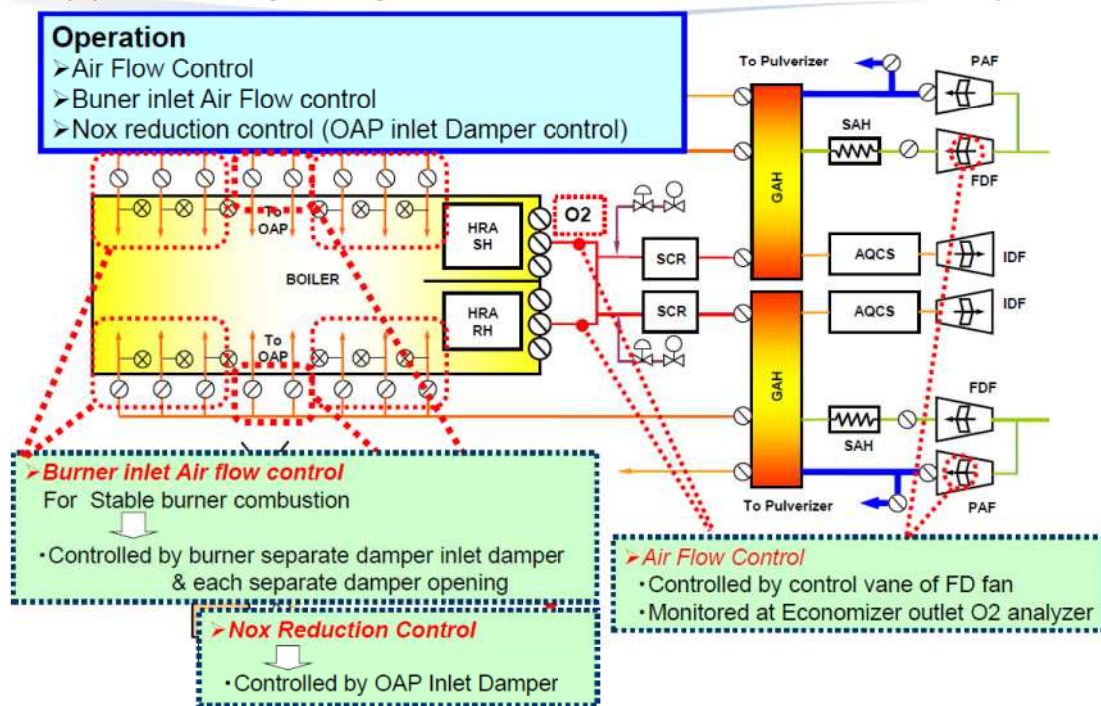 Operation
➢Air Flow Control
➢Buner inlet Air Flow control
➢Nox reduction control (OAP inlet Damper control)
To Pulverizer
PAF
SAH
FDF
GAH
To
OAP
O2
HRA
SH
SCR
AQCS
IDF
BOILER
HRA
RH
SCR
AQCS
IDF
To
OAP
GAH
FDF
SAH
To Pulverizer
PAF
➢Burner inlet Air flow control
For Stable burner combustion
・Controlled by burner separate damper inlet damper
& each separate damper opening
➢Air Flow Control
・Controlled by control vane of FD fan
・Monitored at Economizer outlet O2 analyzer
➢Nox Reduction Control
・Controlled by OAP Inlet Damper